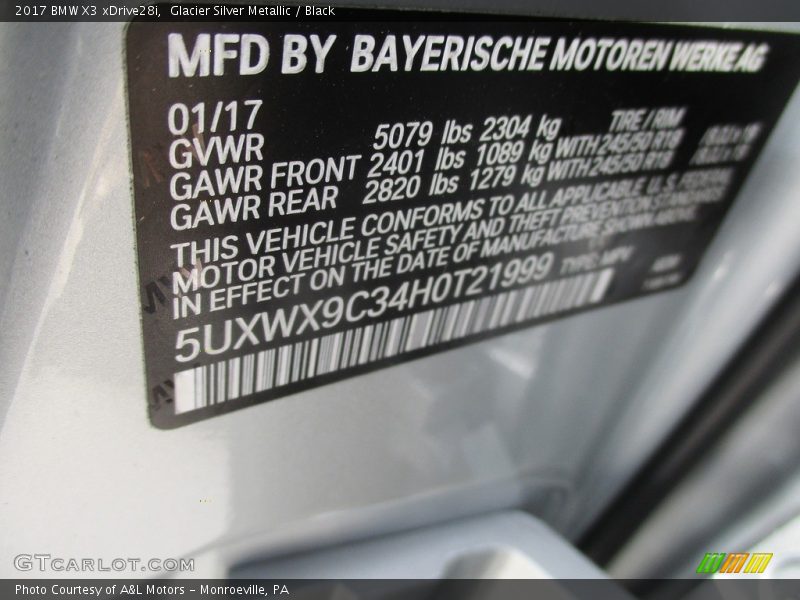 2017 BMW X3 xDrive28i, Glacier Silver Metallic / Black
MFD BY BAYERISCHE MOTOREN WERKE AG
01/17 TIRE / RIM
GVWR 5079 lbs 2304 kg
GAWR FRONT 2401 lbs 1089 kg WITH 245/50 R18
GAWR REAR 2820 lbs 1279 kg WITH 245/50 R18
THIS VEHICLE CONFORMS TO ALL APPLICABLE U.S. FEDERAL
MOTOR VEHICLE SAFETY AND THEFT PREVENTION STANDARDS
IN EFFECT ON THE DATE OF MANUFACTURE SHOWN ABOVE.
5UXWX9C34H0T21999 TYPE: MPV
GTCARLOT.COM
Photo Courtesy of A&L Motors - Monroeville, PA